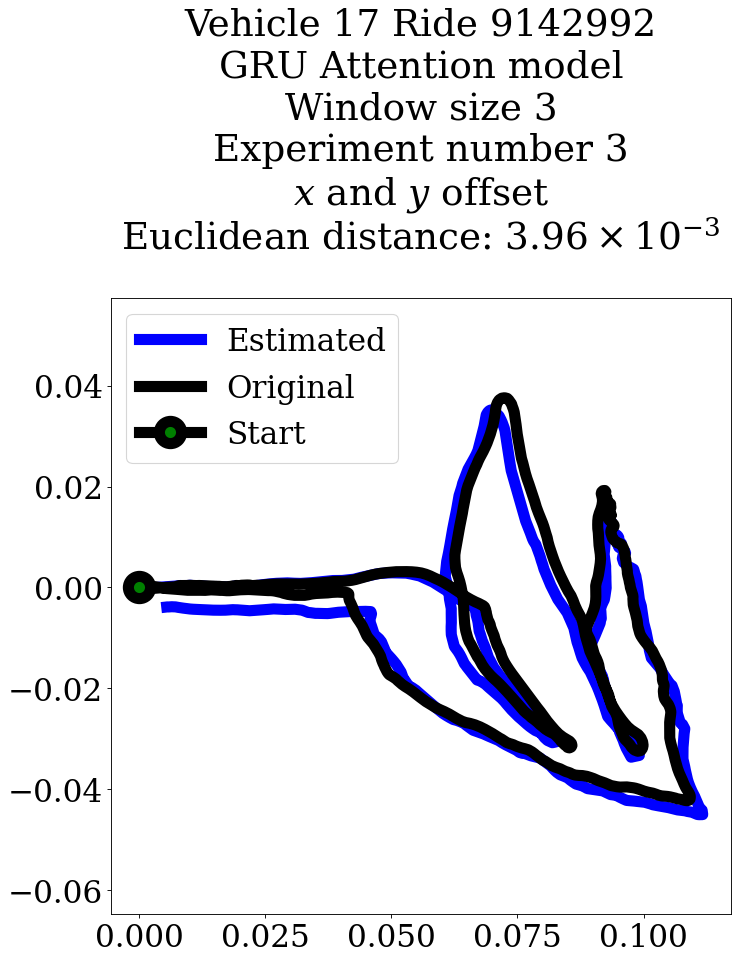 Vehicle 17 Ride 9142992
GRU Attention model
Window size 3
Experiment number 3
x and y offset
Euclidean distance: 3.96 × 10⁻³
Estimated
Original
Start
0.04
0.02
0.00
−0.02
−0.04
−0.06
0.000 0.025 0.050 0.075 0.100